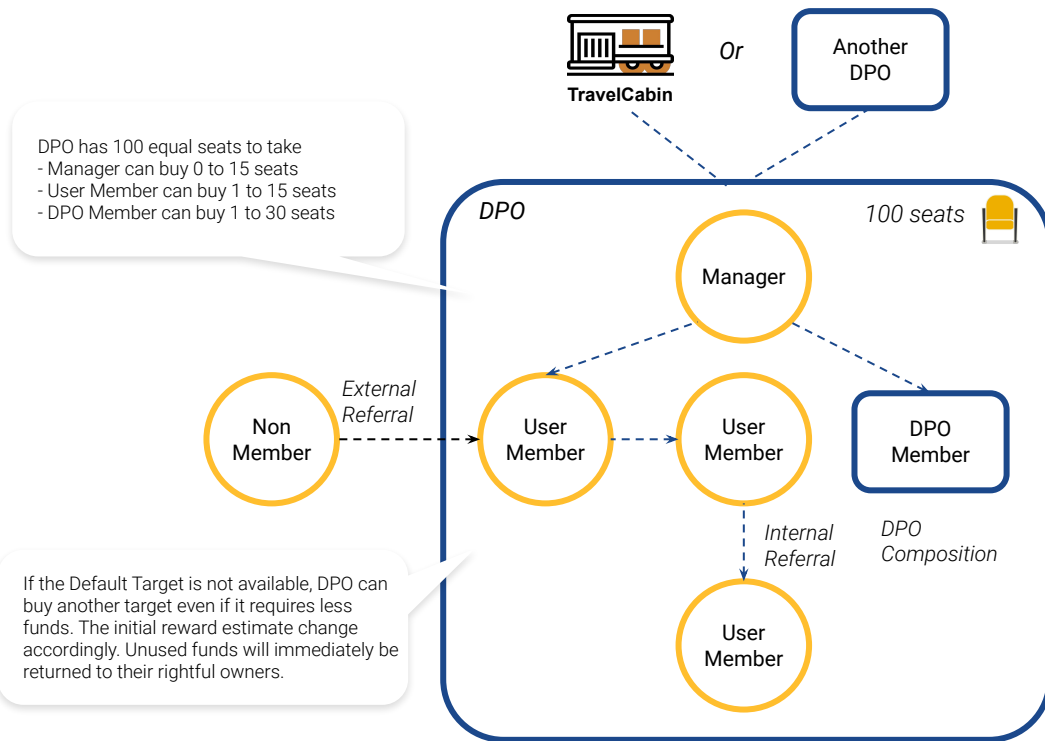 Or
Another
DPO
TravelCabin
DPO has 100 equal seats to take
- Manager can buy 0 to 15 seats
- User Member can buy 1 to 15 seats
- DPO Member can buy 1 to 30 seats
DPO
100 seats
Manager
External
Referral
Non
Member
User
Member
User
Member
DPO
Member
Internal
Referral
DPO
Composition
If the Default Target is not available, DPO can
buy another target even if it requires less
funds. The initial reward estimate change
accordingly. Unused funds will immediately be
returned to their rightful owners.
User
Member